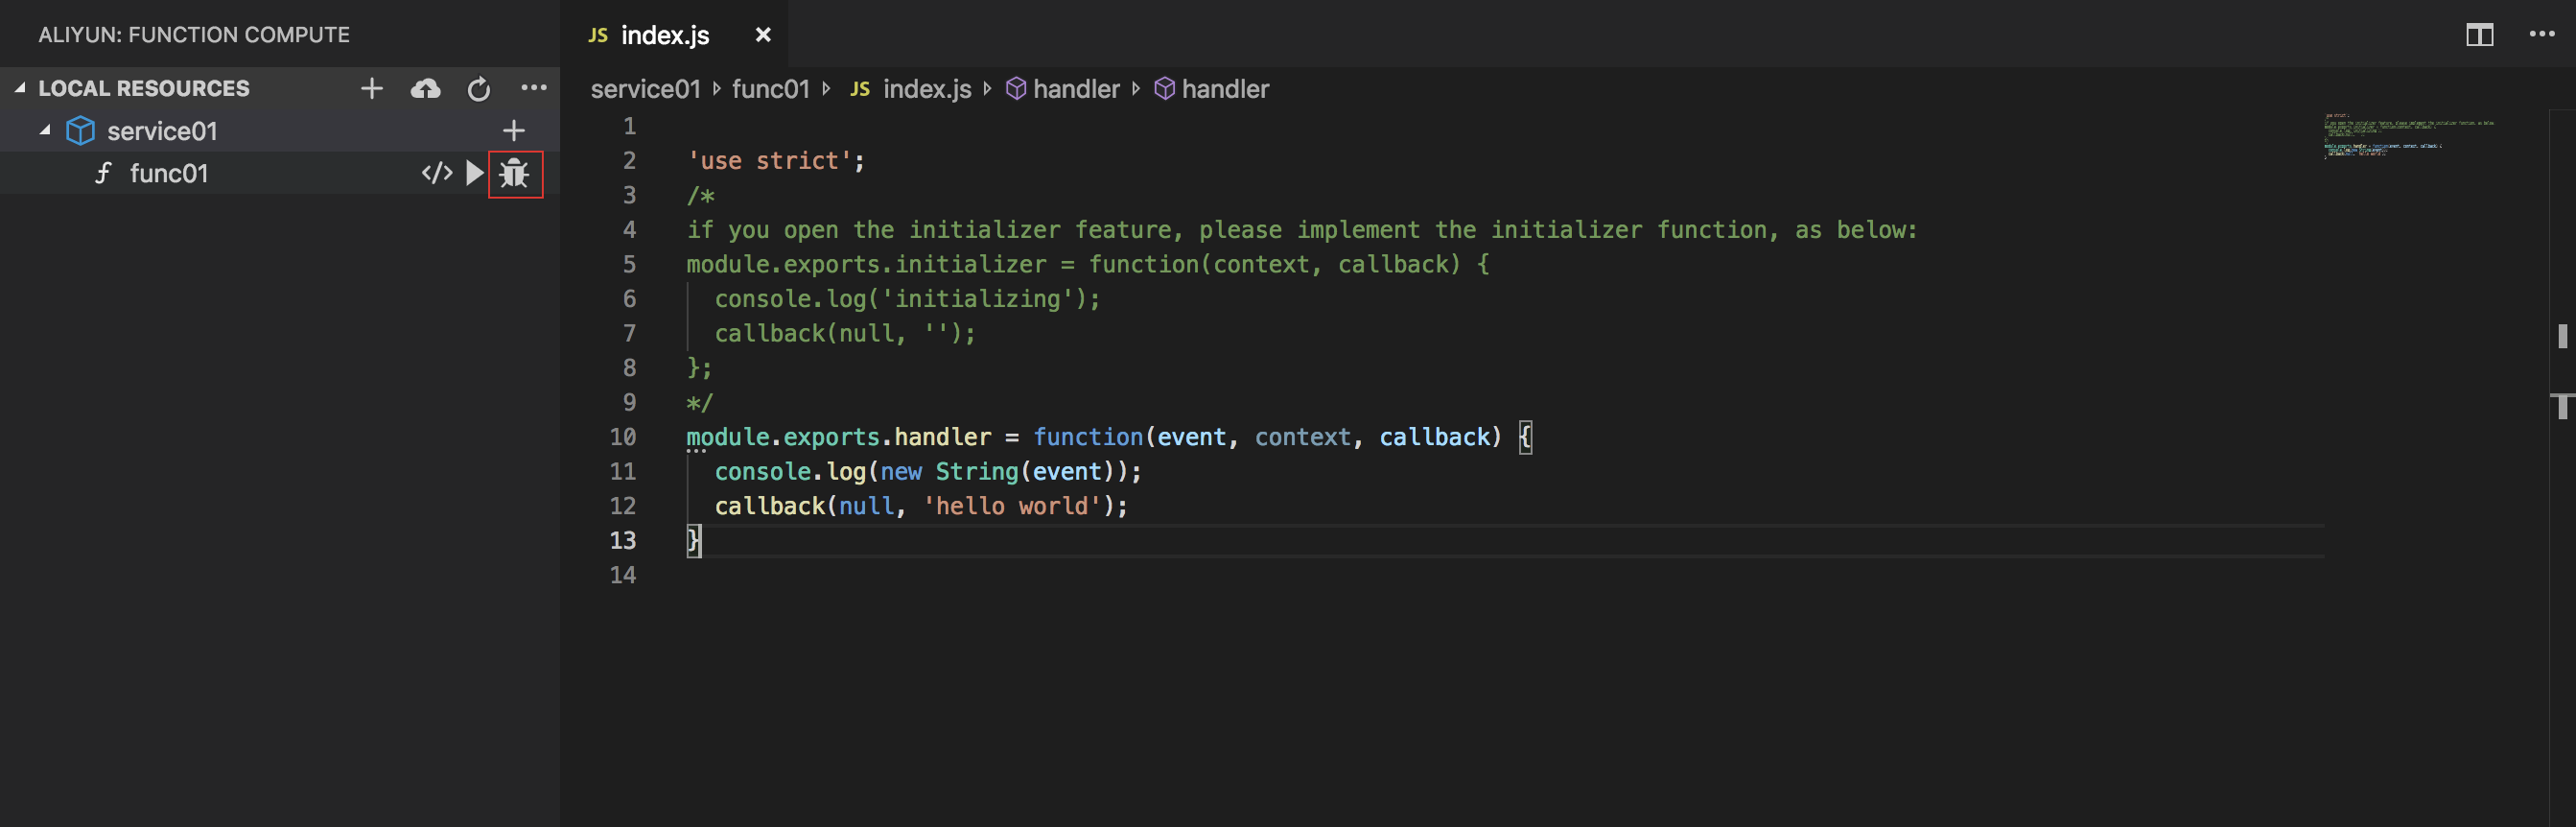 ALIYUN: FUNCTION COMPUTE
LOCAL RESOURCES
service01
func01
JS index.js
service01 func01 JS index.js handler handler
1
2 'use strict';
3 /*
4 if you open the initializer feature, please implement the initializer function, as below:
5 module.exports.initializer = function(context, callback) {
6 console.log('initializing');
7 callback(null, '');
8 };
9 */
10 module.exports.handler = function(event, context, callback) {
11 console.log(new String(event));
12 callback(null, 'hello world');
13 }
14